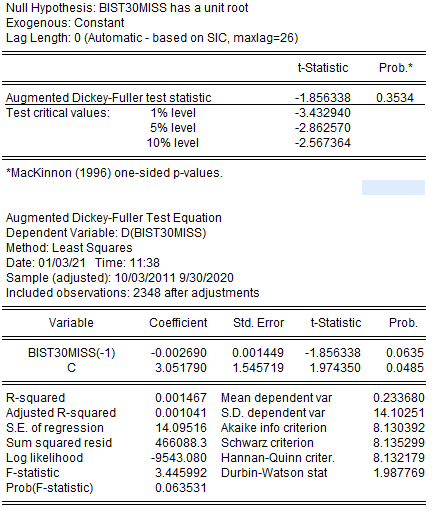 Null Hypothesis: BIST30MISS has a unit root
Exogenous: Constant
Lag Length: 0 (Automatic - based on SIC, maxlag=26)
t-Statistic Prob.*
Augmented Dickey-Fuller test statistic -1.856338 0.3534
Test critical values: 1% level -3.432940
5% level -2.862570
10% level -2.567364
*MacKinnon (1996) one-sided p-values.
Augmented Dickey-Fuller Test Equation
Dependent Variable: D(BIST30MISS)
Method: Least Squares
Date: 01/03/21 Time: 11:38
Sample (adjusted): 10/03/2011 9/30/2020
Included observations: 2348 after adjustments
Variable Coefficient Std. Error t-Statistic Prob.
BIST30MISS(-1) -0.002690 0.001449 -1.856338 0.0635
C 3.051790 1.545719 1.974350 0.0485
R-squared 0.001467 Mean dependent var 0.233680
Adjusted R-squared 0.001041 S.D. dependent var 14.10251
S.E. of regression 14.09516 Akaike info criterion 8.130392
Sum squared resid 466088.3 Schwarz criterion 8.135299
Log likelihood -9543.080 Hannan-Quinn criter. 8.132179
F-statistic 3.445992 Durbin-Watson stat 1.987769
Prob(F-statistic) 0.063531